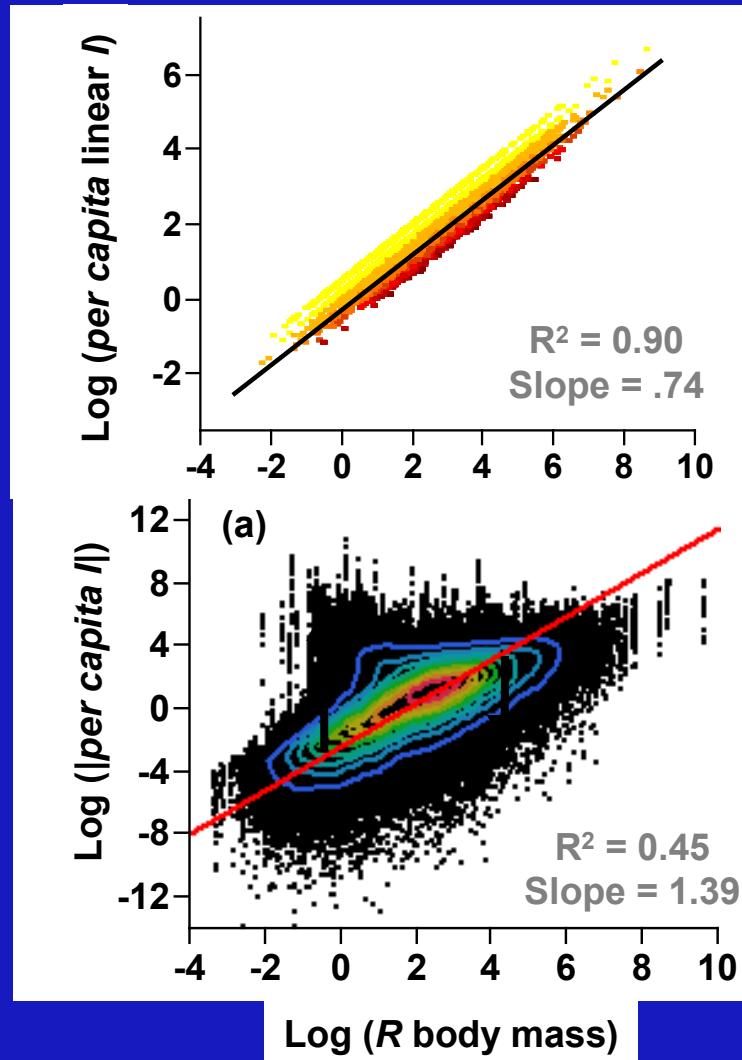 Log (per capita linear I)
6
4
2
0
-2
R² = 0.90
Slope = .74
-4 -2 0 2 4 6 8 10
Log (|per capita I|)
(a)
12
8
4
0
-4
-8
-12
R² = 0.45
Slope = 1.39
-4 -2 0 2 4 6 8 10
Log (R body mass)